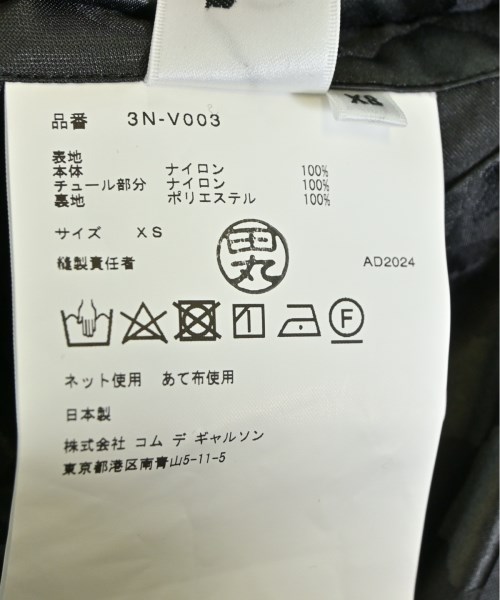 XS
品番 3N-V003
表地
本体 ナイロン 100%
チュール部分 ナイロン 100%
裏地 ポリエステル 100%
サイズ XS
縫製責任者 田丸 AD2024
F
ネット使用 あて布使用
日本製
株式会社 コム デ ギャルソン
東京都港区南青山5-11-5